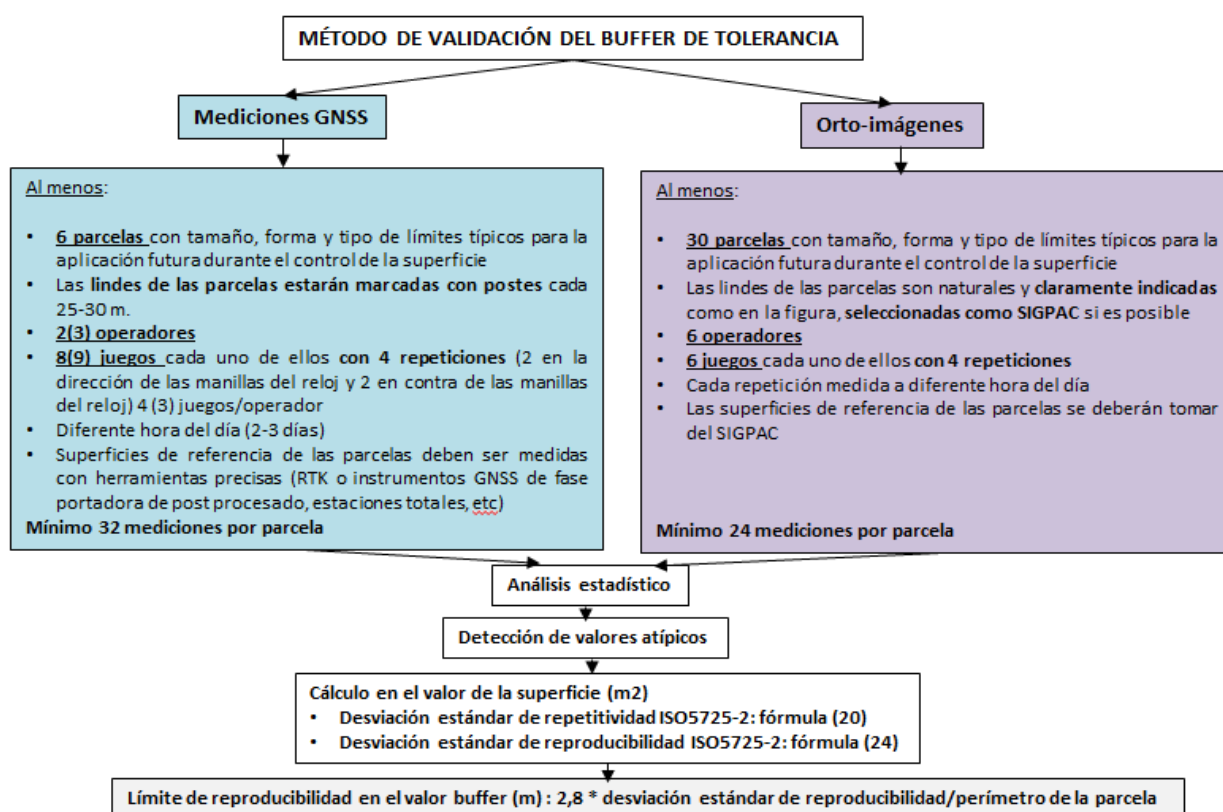 MÉTODO DE VALIDACIÓN DEL BUFFER DE TOLERANCIA
Mediciones GNSS
Orto-imágenes
Al menos:
• 6 parcelas con tamaño, forma y tipo de límites típicos para la
aplicación futura durante el control de la superficie
• Las lindes de las parcelas estarán marcadas con postes cada
25-30 m.
• 2(3) operadores
• 8(9) juegos cada uno de ellos con 4 repeticiones (2 en la
dirección de las manillas del reloj y 2 en contra de las manillas
del reloj) 4 (3) juegos/operador
• Diferente hora del día (2-3 días)
• Superficies de referencia de las parcelas deben ser medidas
con herramientas precisas (RTK o instrumentos GNSS de fase
portadora de post procesado, estaciones totales, etc)
Mínimo 32 mediciones por parcela
Al menos:
• 30 parcelas con tamaño, forma y tipo de límites típicos para la
aplicación futura durante el control de la superficie
• Las lindes de las parcelas son naturales y claramente indicadas
como en la figura, seleccionadas como SIGPAC si es posible
• 6 operadores
• 6 juegos cada uno de ellos con 4 repeticiones
• Cada repetición medida a diferente hora del día
• Las superficies de referencia de las parcelas se deberán tomar
del SIGPAC
Mínimo 24 mediciones por parcela
Análisis estadístico
Detección de valores atípicos
Cálculo en el valor de la superficie (m2)
• Desviación estándar de repetitividad ISO5725-2: fórmula (20)
• Desviación estándar de reproducibilidad ISO5725-2: fórmula (24)
Límite de reproducibilidad en el valor buffer (m) : 2,8 * desviación estándar de reproducibilidad/perímetro de la parcela